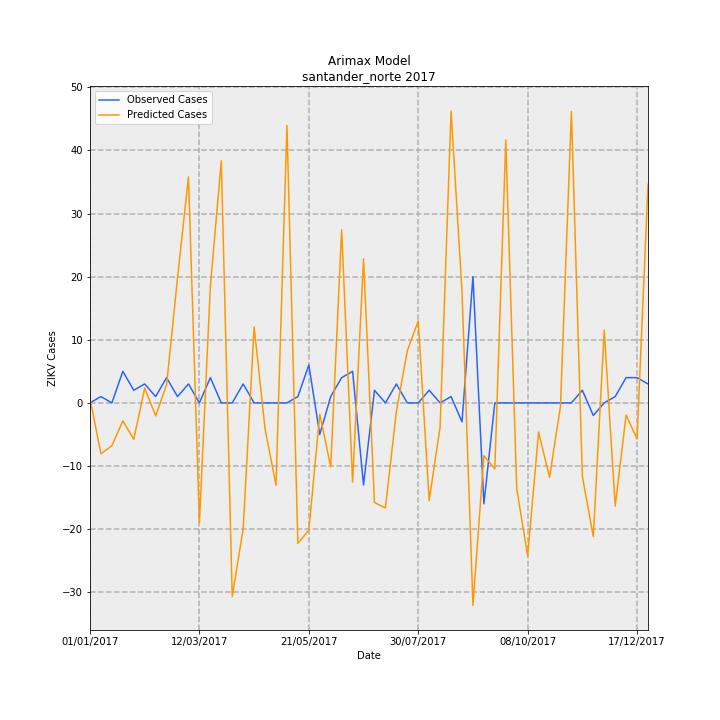 Arimax Model
santander_norte 2017
Observed Cases
Predicted Cases
ZIKV Cases
50
40
30
20
10
0
−10
−20
−30
01/01/2017 12/03/2017 21/05/2017 30/07/2017 08/10/2017 17/12/2017
Date